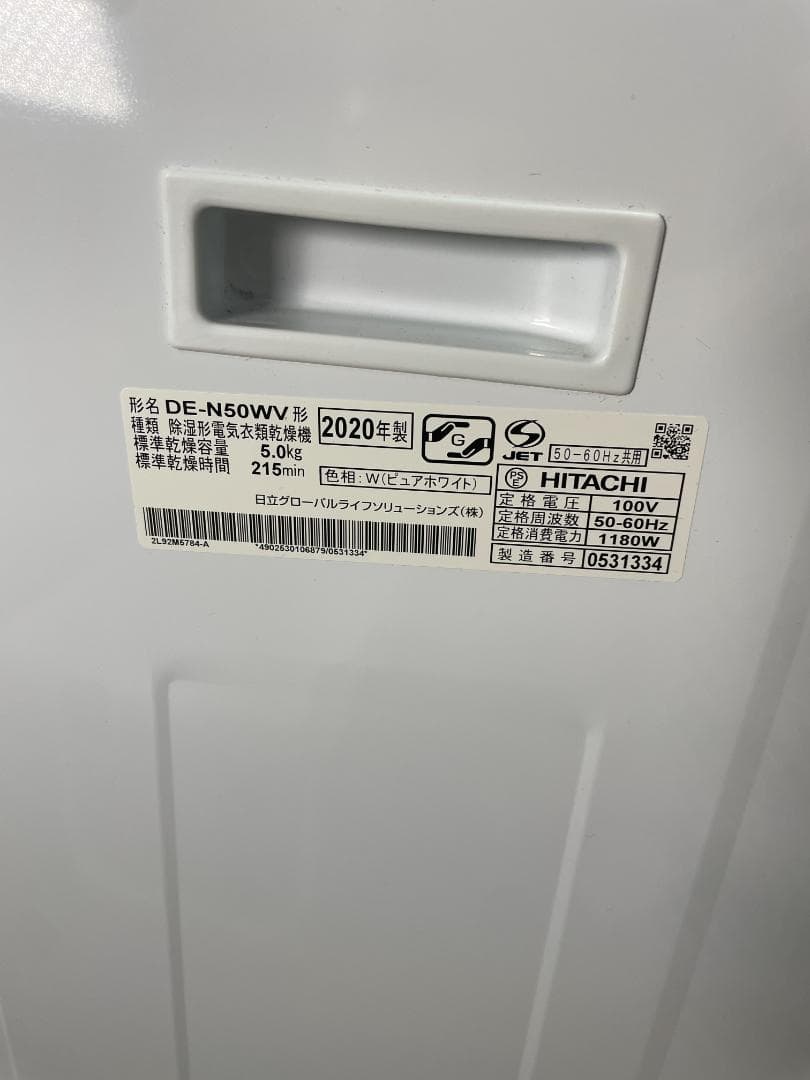 形名 DE-N50WV 形
種類 除湿形電気衣類乾燥機
標準乾燥容量 5.0kg
標準乾燥時間 215min
2020年製
色相:W(ピュアホワイト)
日立グローバルライフソリューションズ(株)
2L92M5784-A
*4902530106879/0531334*
G
S
JET
50-60Hz共用
PS
E
HITACHI
定格電圧 100V
定格周波数 50-60Hz
定格消費電力 1180W
製造番号 0531334